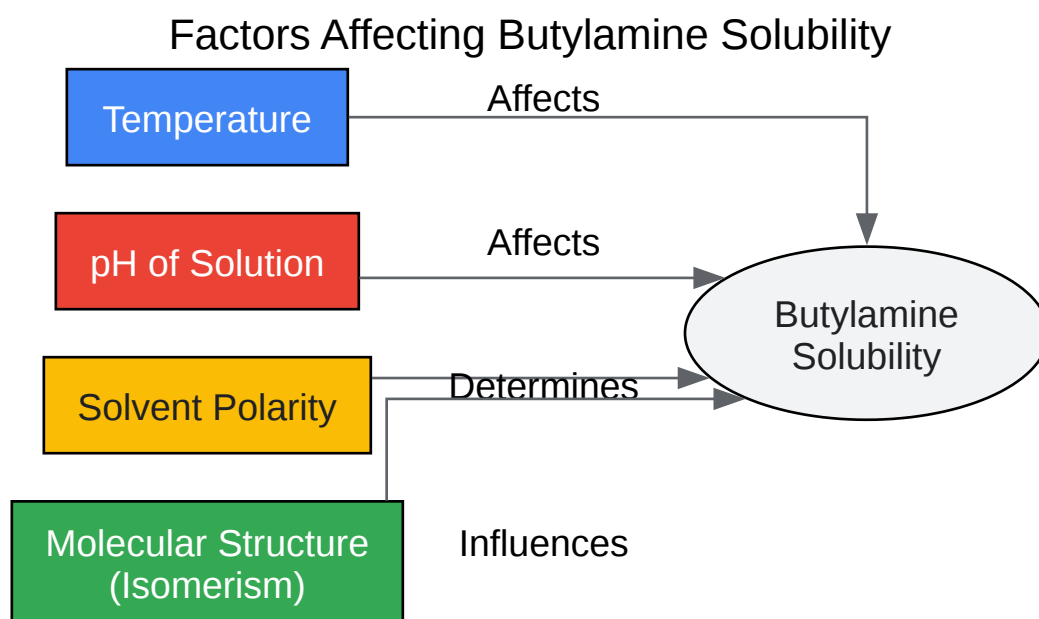 Factors Affecting Butylamine Solubility
Temperature
Affects
pH of Solution
Affects
Butylamine
Solubility
Solvent Polarity
Determines
Molecular Structure
(Isomerism)
Influences